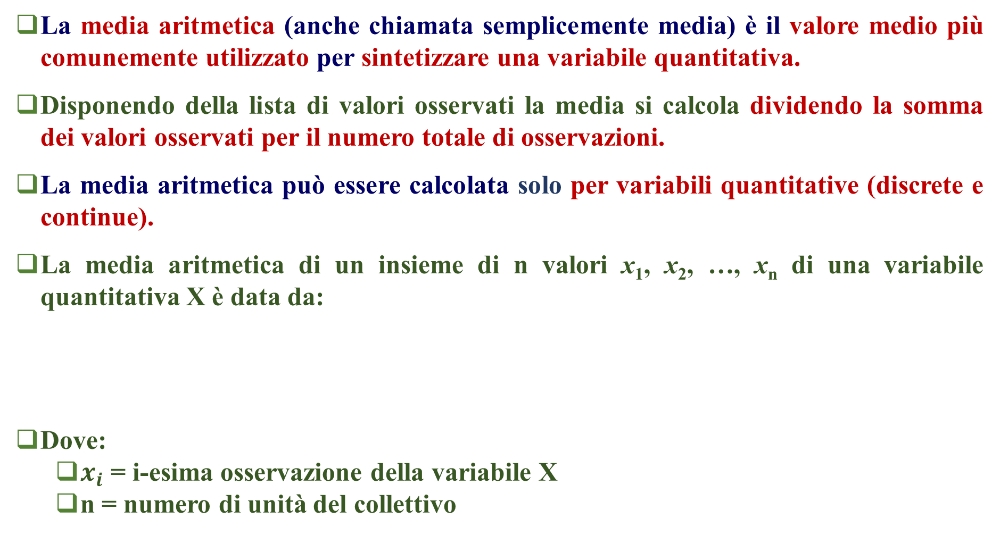 ❑La media aritmetica (anche chiamata semplicemente media) è il valore medio più
comunemente utilizzato per sintetizzare una variabile quantitativa.
❑Disponendo della lista di valori osservati la media si calcola dividendo la somma
dei valori osservati per il numero totale di osservazioni.
❑La media aritmetica può essere calcolata solo per variabili quantitative (discrete e
continue).
❑La media aritmetica di un insieme di n valori x₁, x₂, …, xₙ di una variabile
quantitativa X è data da:
❑Dove:
❑xᵢ = i-esima osservazione della variabile X
❑n = numero di unità del collettivo